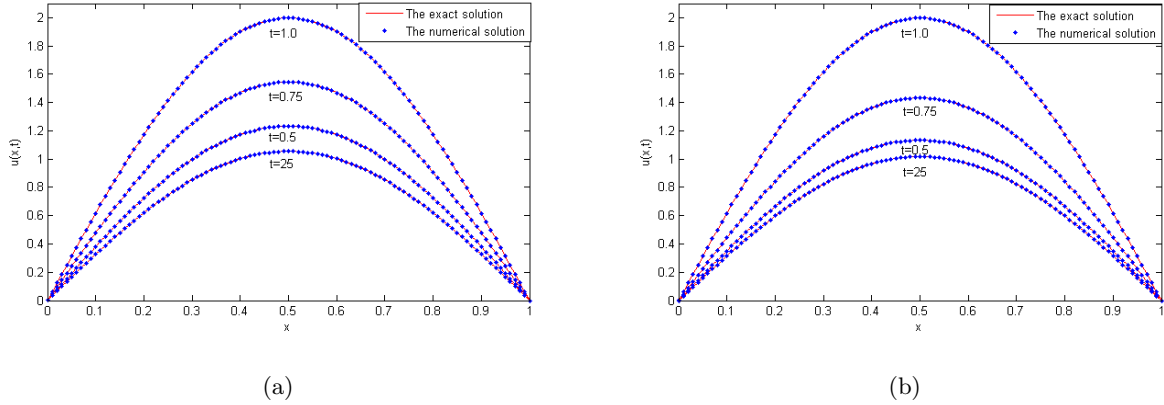 The exact solution
The numerical solution
2
1.8
1.6
1.4
1.2
1
0.8
0.6
0.4
0.2
0
u(x,t)
t=1.0
t=0.75
t=0.5
t=25
0 0.1 0.2 0.3 0.4 0.5 0.6 0.7 0.8 0.9 1
x
(a)
The exact solution
The numerical solution
2
1.8
1.6
1.4
1.2
1
0.8
0.6
0.4
0.2
0
u(x,t)
t=1.0
t=0.75
t=0.5
t=25
0 0.1 0.2 0.3 0.4 0.5 0.6 0.7 0.8 0.9 1
x
(b)